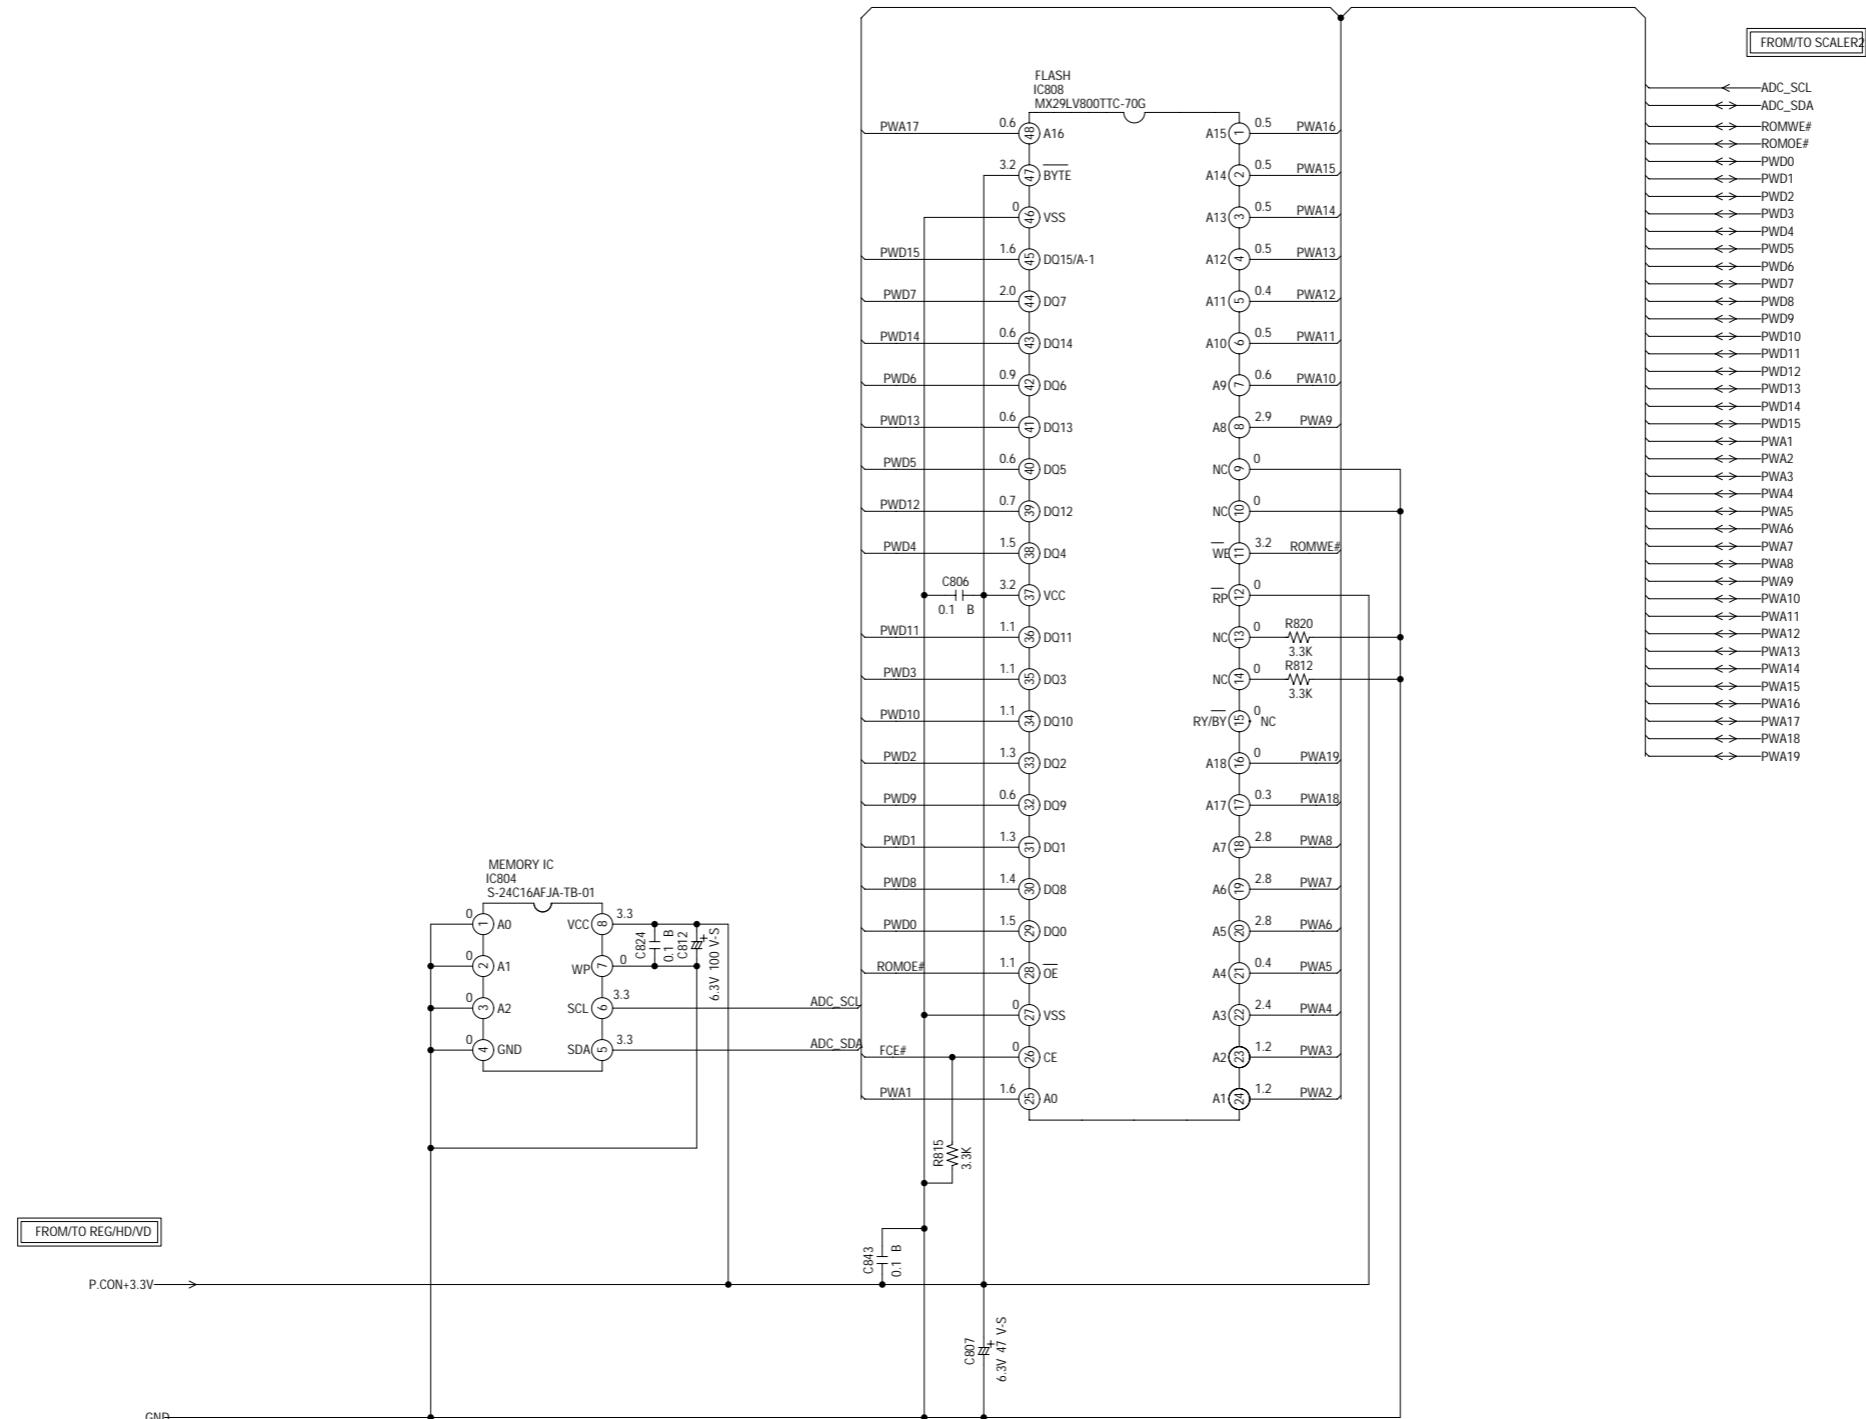 FROM/TO SCALER2
FLASH
IC808
MX29LV800TTC-70G
PWA17 0.6 48 A16 A15 1 0.5 PWA16
3.2 47 BYTE A14 2 0.5 PWA15
0 46 VSS A13 3 0.5 PWA14
PWD15 1.6 45 DQ15/A-1 A12 4 0.5 PWA13
PWD7 2.0 44 DQ7 A11 5 0.4 PWA12
PWD14 0.6 43 DQ14 A10 6 0.5 PWA11
PWD6 0.9 42 DQ6 A9 7 0.6 PWA10
PWD13 0.6 41 DQ13 A8 8 2.9 PWA9
PWD5 0.6 40 DQ5 NC 9 0
PWD12 0.7 39 DQ12 NC 10 0
PWD4 1.5 38 DQ4 WE 11 3.2 ROMWE#
C806
0.1 B
3.2 37 VCC RP 12 0
PWD11 1.1 36 DQ11 NC 13 0 R820
3.3K
PWD3 1.1 35 DQ3 NC 14 0 R812
3.3K
PWD10 1.1 34 DQ10 RY/BY 15 0 NC
PWD2 1.3 33 DQ2 A18 16 0 PWA19
PWD9 0.6 32 DQ9 A17 17 0.3 PWA18
PWD1 1.3 31 DQ1 A7 18 2.8 PWA8
PWD8 1.4 30 DQ8 A6 19 2.8 PWA7
PWD0 1.5 29 DQ0 A5 20 2.8 PWA6
ROMOE# 1.1 28 OE A4 21 0.4 PWA5
0 27 VSS A3 22 2.4 PWA4
FCE# 0 26 CE A2 23 1.2 PWA3
PWA1 1.6 25 A0 A1 24 1.2 PWA2
ADC_SCL
ADC_SDA
ROMWE#
ROMOE#
PWD0
PWD1
PWD2
PWD3
PWD4
PWD5
PWD6
PWD7
PWD8
PWD9
PWD10
PWD11
PWD12
PWD13
PWD14
PWD15
PWA1
PWA2
PWA3
PWA4
PWA5
PWA6
PWA7
PWA8
PWA9
PWA10
PWA11
PWA12
PWA13
PWA14
PWA15
PWA16
PWA17
PWA18
PWA19
MEMORY IC
IC804
S-24C16AFJA-TB-01
0 1 A0 VCC 8 3.3
0 2 A1 WP 7 0
0 3 A2 SCL 6 3.3 ADC_SCL
0 4 GND SDA 5 3.3 ADC_SDA
C824
0.1 B
C812
+
6.3V 100 V-S
R815
3.3K
FROM/TO REG/HD/VD
C843
0.1 B
P.CON+3.3V
C807
+
6.3V 47 V-S
GND